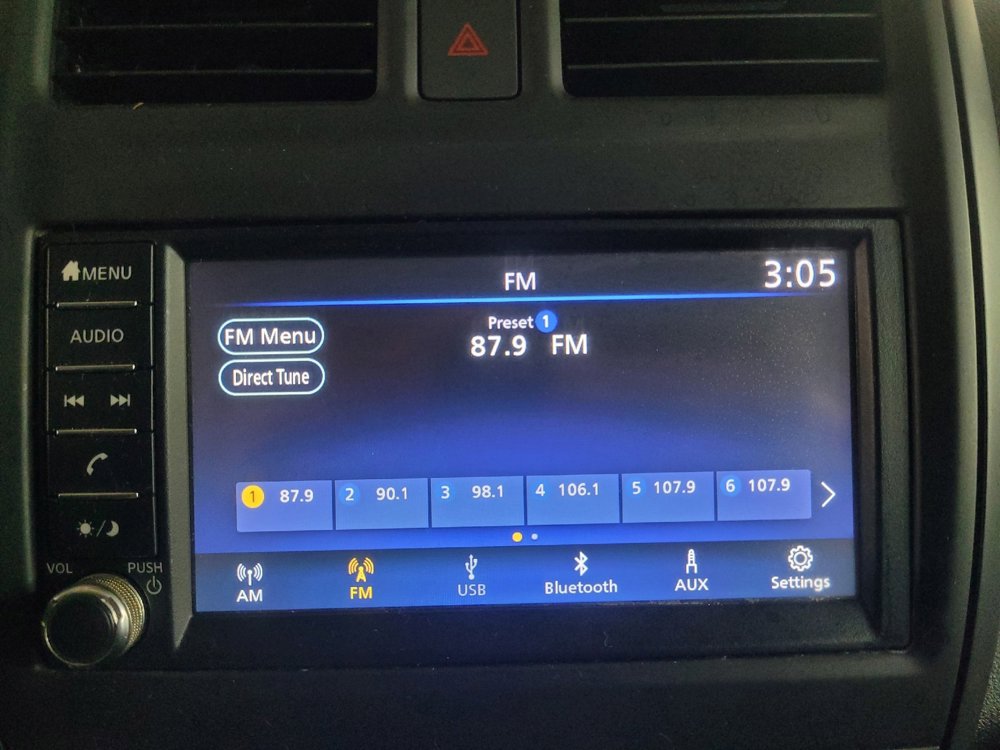 MENU
AUDIO
VOL PUSH
FM 3:05
FM Menu
Direct Tune
Preset 1
87.9 FM
1 87.9 2 90.1 3 98.1 4 106.1 5 107.9 6 107.9
AM FM USB Bluetooth AUX Settings